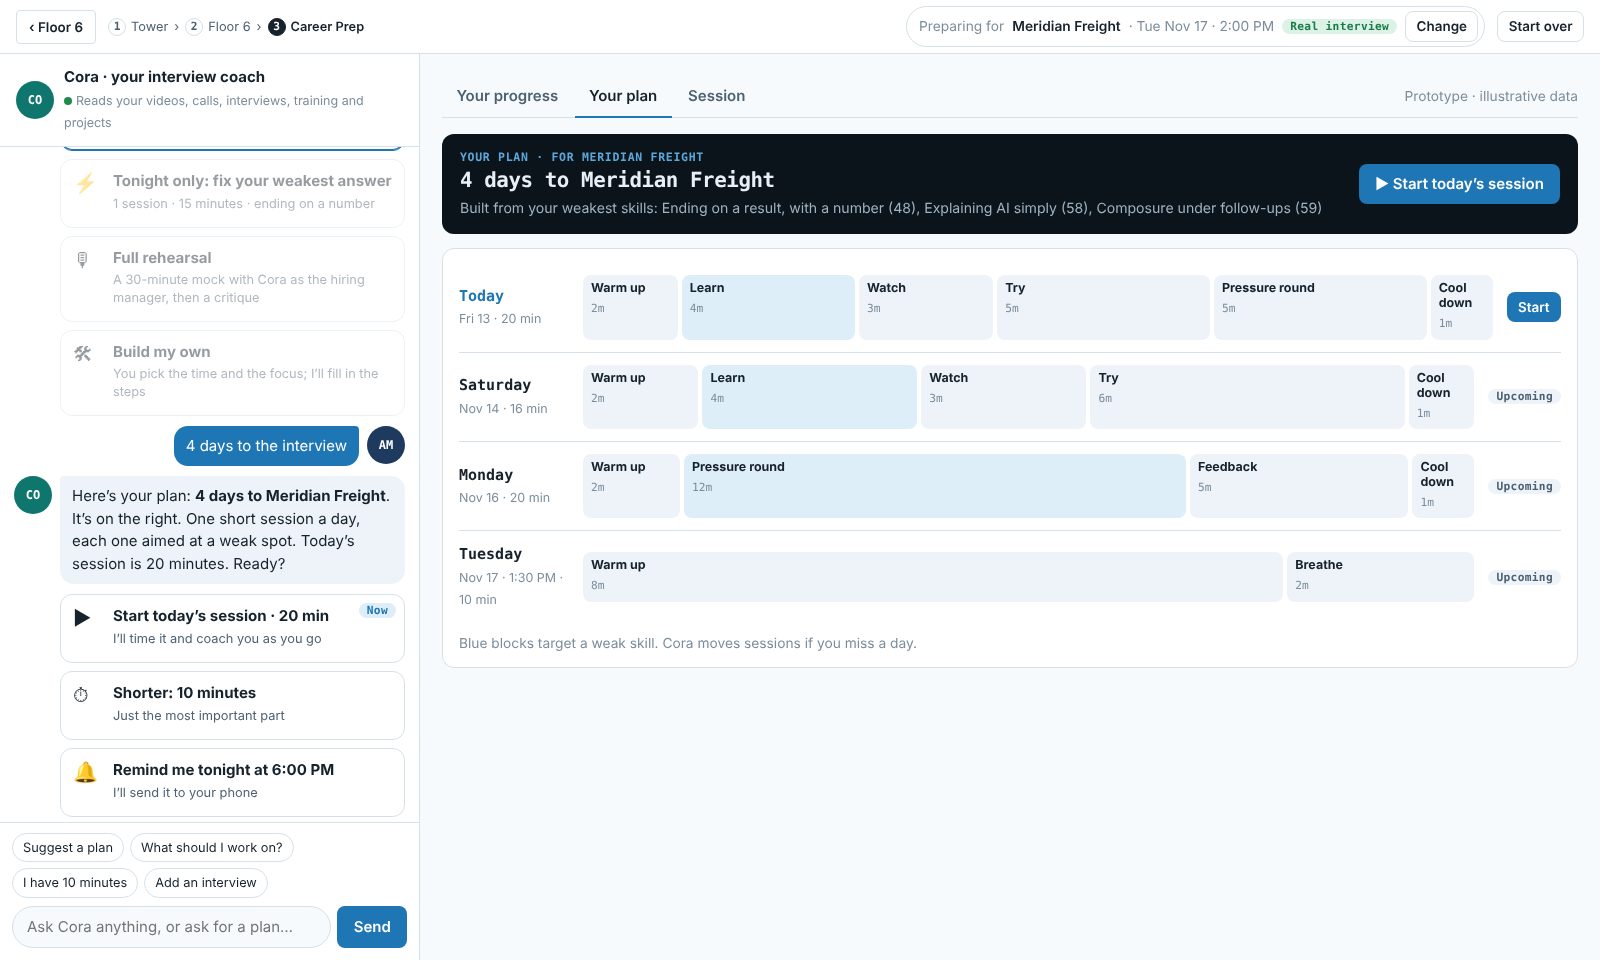 ‹ Floor 6
1 Tower › 2 Floor 6 › 3 Career Prep
Preparing for Meridian Freight · Tue Nov 17 · 2:00 PM Real interview Change
Start over
CO
Cora · your interview coach
Reads your videos, calls, interviews, training and
projects
Tonight only: fix your weakest answer
1 session · 15 minutes · ending on a number
Full rehearsal
A 30-minute mock with Cora as the hiring
manager, then a critique
Build my own
You pick the time and the focus; I’ll fill in the
steps
4 days to the interview
AM
CO
Here’s your plan: 4 days to Meridian Freight.
It’s on the right. One short session a day,
each one aimed at a weak spot. Today’s
session is 20 minutes. Ready?
Start today’s session · 20 min
Now
I’ll time it and coach you as you go
Shorter: 10 minutes
Just the most important part
Remind me tonight at 6:00 PM
I’ll send it to your phone
Suggest a plan
What should I work on?
I have 10 minutes
Add an interview
Ask Cora anything, or ask for a plan...
Send
Your progress
Your plan
Session
Prototype · illustrative data
YOUR PLAN · FOR MERIDIAN FREIGHT
4 days to Meridian Freight
Built from your weakest skills: Ending on a result, with a number (48), Explaining AI simply (58), Composure under follow-ups (59)
▶ Start today’s session
Today
Fri 13 · 20 min
Warm up
2m
Learn
4m
Watch
3m
Try
5m
Pressure round
5m
Cool
down
1m
Start
Saturday
Nov 14 · 16 min
Warm up
2m
Learn
4m
Watch
3m
Try
6m
Cool
down
1m
Upcoming
Monday
Nov 16 · 20 min
Warm up
2m
Pressure round
12m
Feedback
5m
Cool
down
1m
Upcoming
Tuesday
Nov 17 · 1:30 PM ·
10 min
Warm up
8m
Breathe
2m
Upcoming
Blue blocks target a weak skill. Cora moves sessions if you miss a day.